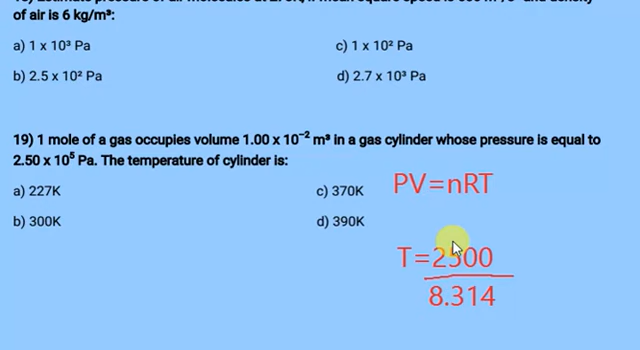 of air is 6 kg/m³:
a) 1 x 10³ Pa
c) 1 x 10² Pa
b) 2.5 x 10² Pa
d) 2.7 x 10³ Pa
19) 1 mole of a gas occupies volume 1.00 x 10⁻² m³ in a gas cylinder whose pressure is equal to
2.50 x 10⁵ Pa. The temperature of cylinder is:
a) 227K
c) 370K
PV=nRT
b) 300K
d) 390K
T=2500
8.314